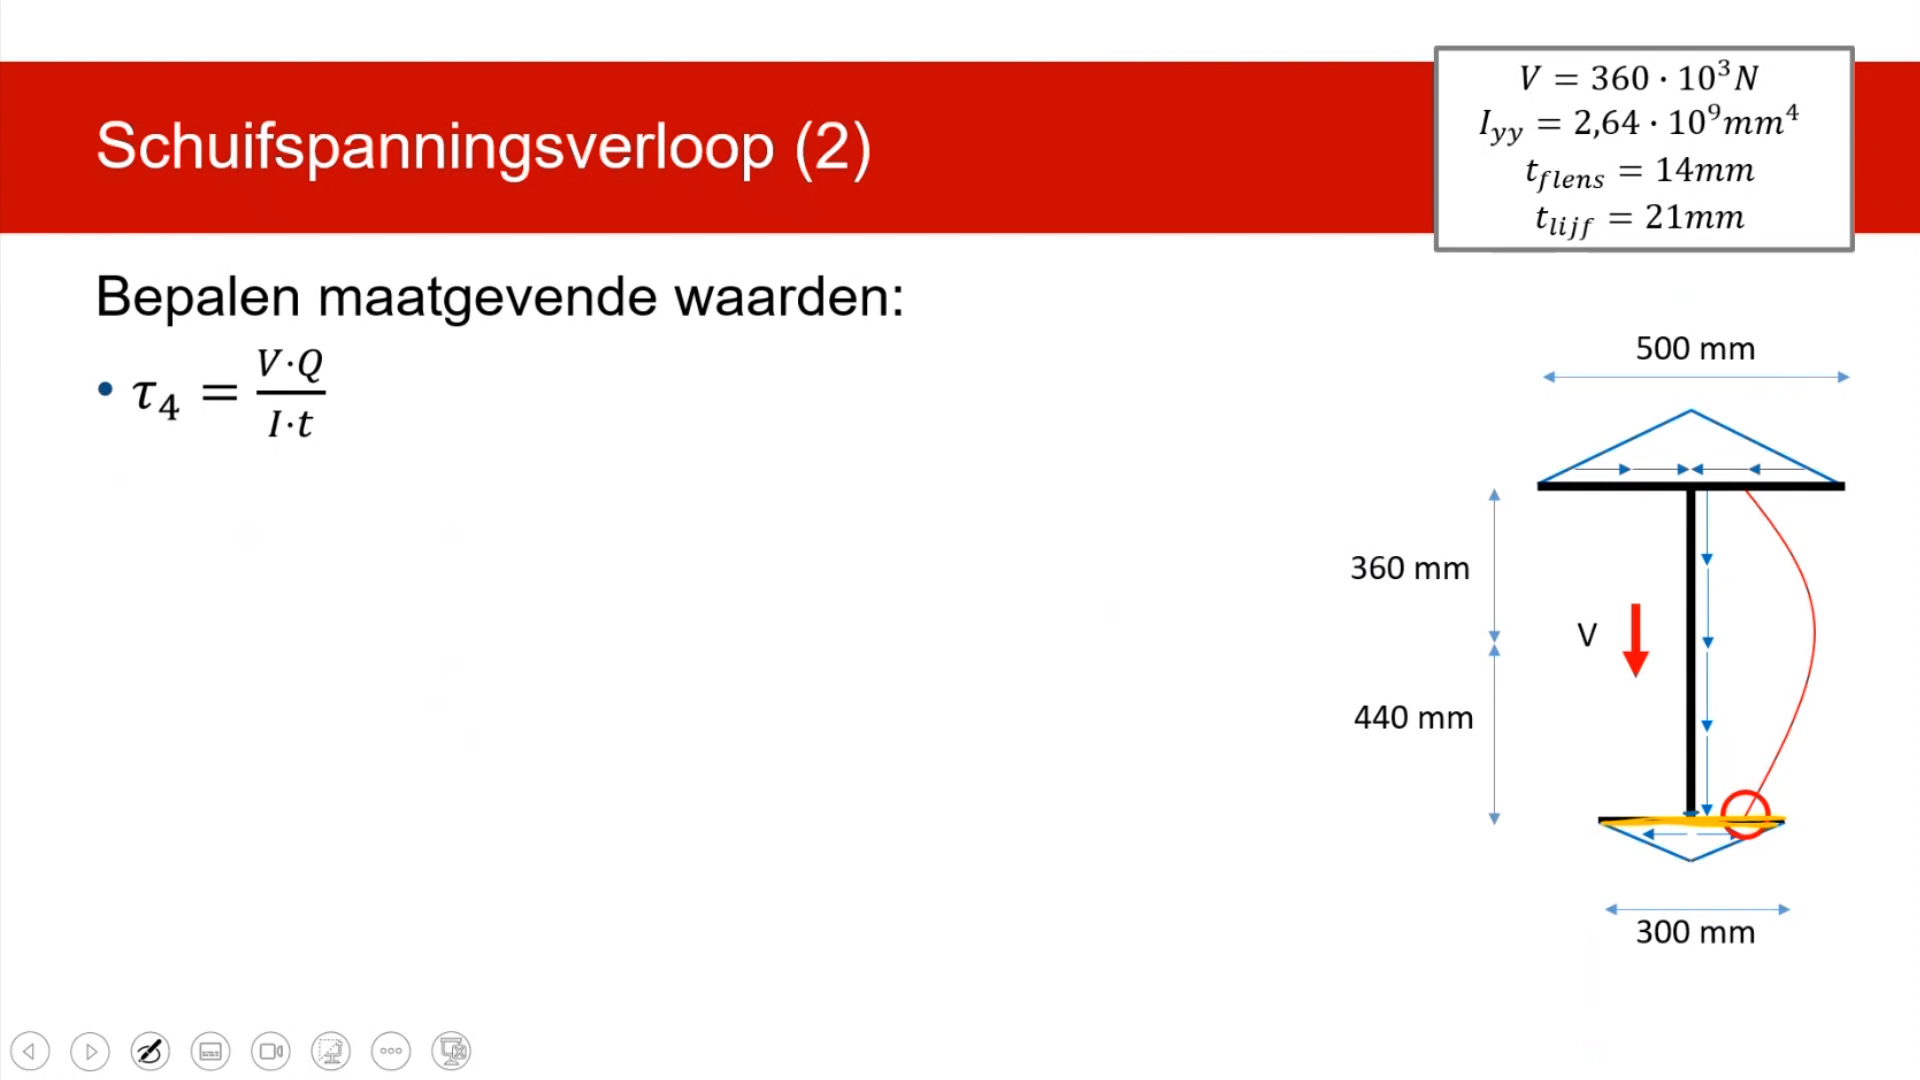 Schuifspanningsverloop (2)
V = 360 · 10³N
I_yy = 2,64 · 10⁹mm⁴
t_flens = 14mm
t_lijf = 21mm
Bepalen maatgevende waarden:
• τ₄ = V·Q / I·t
500 mm
360 mm
V
440 mm
300 mm